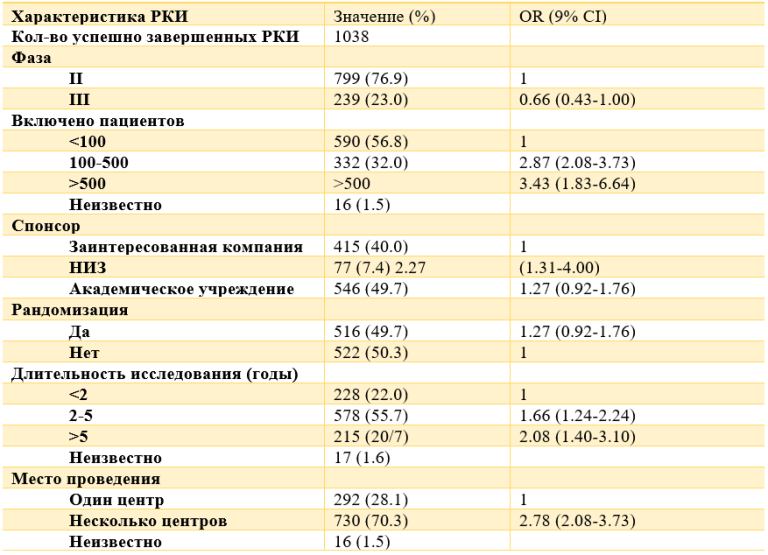 Характеристика РКИ Значение (%) OR (9% CI)
Кол-во успешно завершенных РКИ 1038
Фаза
II 799 (76.9) 1
III 239 (23.0) 0.66 (0.43-1.00)
Включено пациентов
<100 590 (56.8) 1
100-500 332 (32.0) 2.87 (2.08-3.73)
>500 >500 3.43 (1.83-6.64)
Неизвестно 16 (1.5)
Спонсор
Заинтересованная компания 415 (40.0) 1
НИЗ 77 (7.4) 2.27 (1.31-4.00)
Академическое учреждение 546 (49.7) 1.27 (0.92-1.76)
Рандомизация
Да 516 (49.7) 1.27 (0.92-1.76)
Нет 522 (50.3) 1
Длительность исследования (годы)
<2 228 (22.0) 1
2-5 578 (55.7) 1.66 (1.24-2.24)
>5 215 (20/7) 2.08 (1.40-3.10)
Неизвестно 17 (1.6)
Место проведения
Один центр 292 (28.1) 1
Несколько центров 730 (70.3) 2.78 (2.08-3.73)
Неизвестно 16 (1.5)